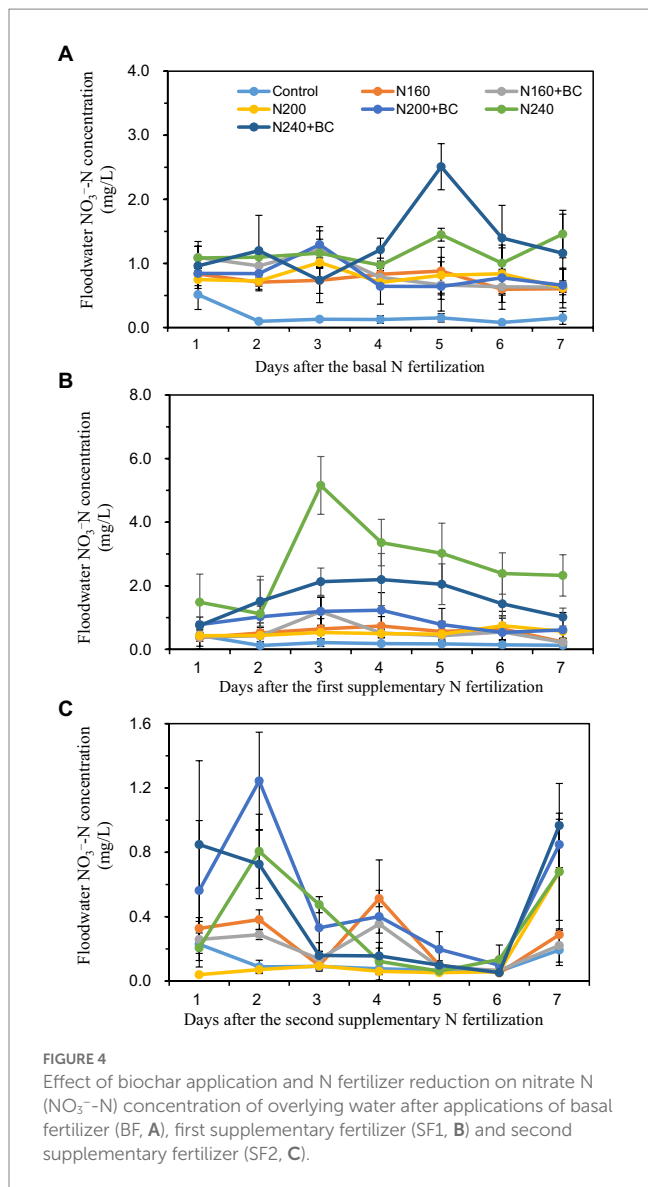 A
4.0
3.0
2.0
1.0
0.0
Floodwater NO₃⁻-N concentration
(mg/L)
Control
N160
N160+BC
N200
N200+BC
N240
N240+BC
1 2 3 4 5 6 7
Days after the basal N fertilization
B
8.0
6.0
4.0
2.0
0.0
Floodwater NO₃⁻N concentration
(mg/L)
1 2 3 4 5 6 7
Days after the first supplementary N fertilization
C
1.6
1.2
0.8
0.4
0.0
Floodwater NO₃⁻-N concentration
(mg/L)
1 2 3 4 5 6 7
Days after the second supplementary N fertilization
FIGURE 4
Effect of biochar application and N fertilizer reduction on nitrate N
(NO₃⁻-N) concentration of overlying water after applications of basal
fertilizer (BF, A), first supplementary fertilizer (SF1, B) and second
supplementary fertilizer (SF2, C).